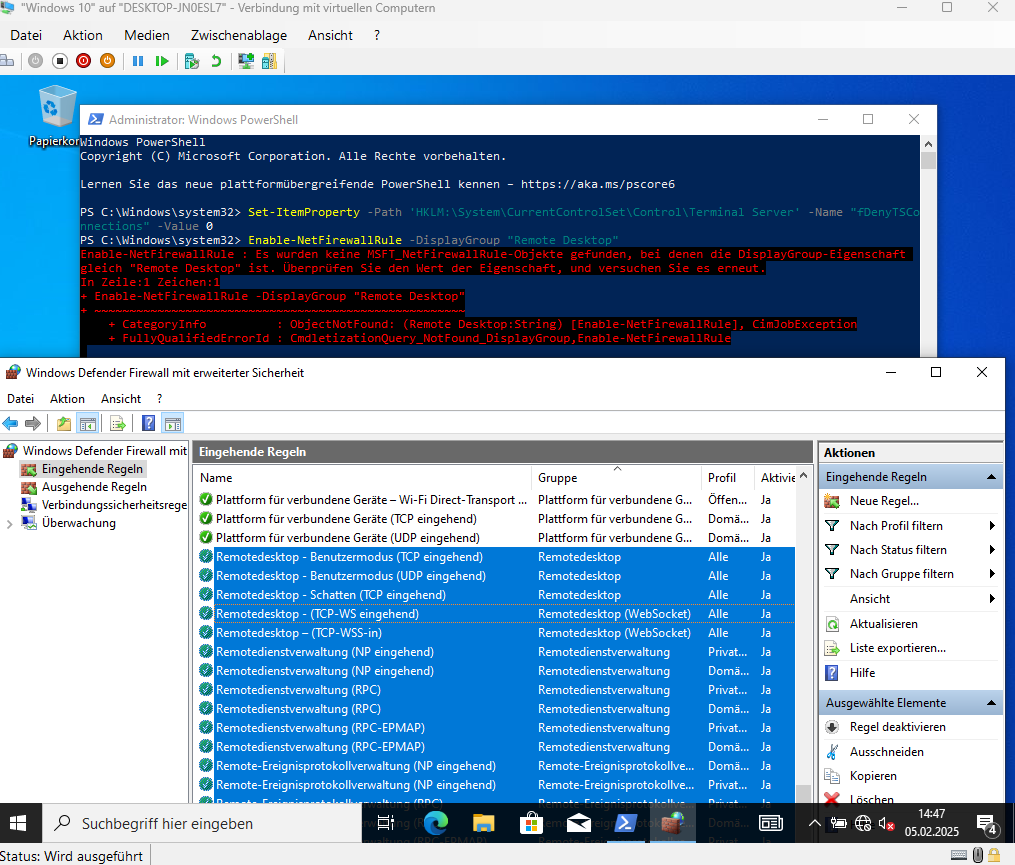 "Windows 10" auf "DESKTOP-JN0ESL7" - Verbindung mit virtuellen Computern
Datei Aktion Medien Zwischenablage Ansicht ?
Papierkor
Administrator: Windows PowerShell
Windows PowerShell
Copyright (C) Microsoft Corporation. Alle Rechte vorbehalten.
Lernen Sie das neue plattformübergreifende PowerShell kennen – https://aka.ms/pscore6
PS C:\Windows\system32> Set-ItemProperty -Path 'HKLM:\System\CurrentControlSet\Control\Terminal Server' -Name "fDenyTSCo
nnections" -Value 0
PS C:\Windows\system32> Enable-NetFirewallRule -DisplayGroup "Remote Desktop"
Enable-NetFirewallRule : Es wurden keine MSFT_NetFirewallRule-Objekte gefunden, bei denen die DisplayGroup-Eigenschaft
gleich "Remote Desktop" ist. Überprüfen Sie den Wert der Eigenschaft, und versuchen Sie es erneut.
In Zeile:1 Zeichen:1
+ Enable-NetFirewallRule -DisplayGroup "Remote Desktop"
+ ~~~~~~~~~~~~~~~~~~~~~~~~~~~~~~~~~~~~~~~~~~~~~~~~~~~~~
+ CategoryInfo : ObjectNotFound: (Remote Desktop:String) [Enable-NetFirewallRule], CimJobException
+ FullyQualifiedErrorId : CmdletizationQuery_NotFound_DisplayGroup,Enable-NetFirewallRule
Windows Defender Firewall mit erweiterter Sicherheit
Datei Aktion Ansicht ?
Windows Defender Firewall mit
Eingehende Regeln
Ausgehende Regeln
Verbindungssicherheitsrege
Überwachung
Eingehende Regeln
Name Gruppe Profil Aktivie
Plattform für verbundene Geräte – Wi-Fi Direct-Transport ... Plattform für verbundene G... Öffen... Ja
Plattform für verbundene Geräte (TCP eingehend) Plattform für verbundene G... Domä... Ja
Plattform für verbundene Geräte (UDP eingehend) Plattform für verbundene G... Domä... Ja
Remotedesktop - Benutzermodus (TCP eingehend) Remotedesktop Alle Ja
Remotedesktop - Benutzermodus (UDP eingehend) Remotedesktop Alle Ja
Remotedesktop - Schatten (TCP eingehend) Remotedesktop Alle Ja
Remotedesktop - (TCP-WS eingehend) Remotedesktop (WebSocket) Alle Ja
Remotedesktop – (TCP-WSS-in) Remotedesktop (WebSocket) Alle Ja
Remotedienstverwaltung (NP eingehend) Remotedienstverwaltung Privat... Ja
Remotedienstverwaltung (NP eingehend) Remotedienstverwaltung Domä... Ja
Remotedienstverwaltung (RPC) Remotedienstverwaltung Privat... Ja
Remotedienstverwaltung (RPC) Remotedienstverwaltung Domä... Ja
Remotedienstverwaltung (RPC-EPMAP) Remotedienstverwaltung Privat... Ja
Remotedienstverwaltung (RPC-EPMAP) Remotedienstverwaltung Domä... Ja
Remote-Ereignisprotokollverwaltung (NP eingehend) Remote-Ereignisprotokollve... Domä... Ja
Remote-Ereignisprotokollverwaltung (NP eingehend) Remote-Ereignisprotokollve... Privat... Ja
Aktionen
Eingehende Regeln
Neue Regel...
Nach Profil filtern
Nach Status filtern
Nach Gruppe filtern
Ansicht
Aktualisieren
Liste exportieren...
Hilfe
Ausgewählte Elemente
Regel deaktivieren
Ausschneiden
Kopieren
Löschen
Suchbegriff hier eingeben
14:47
05.02.2025
4
Status: Wird ausgeführt